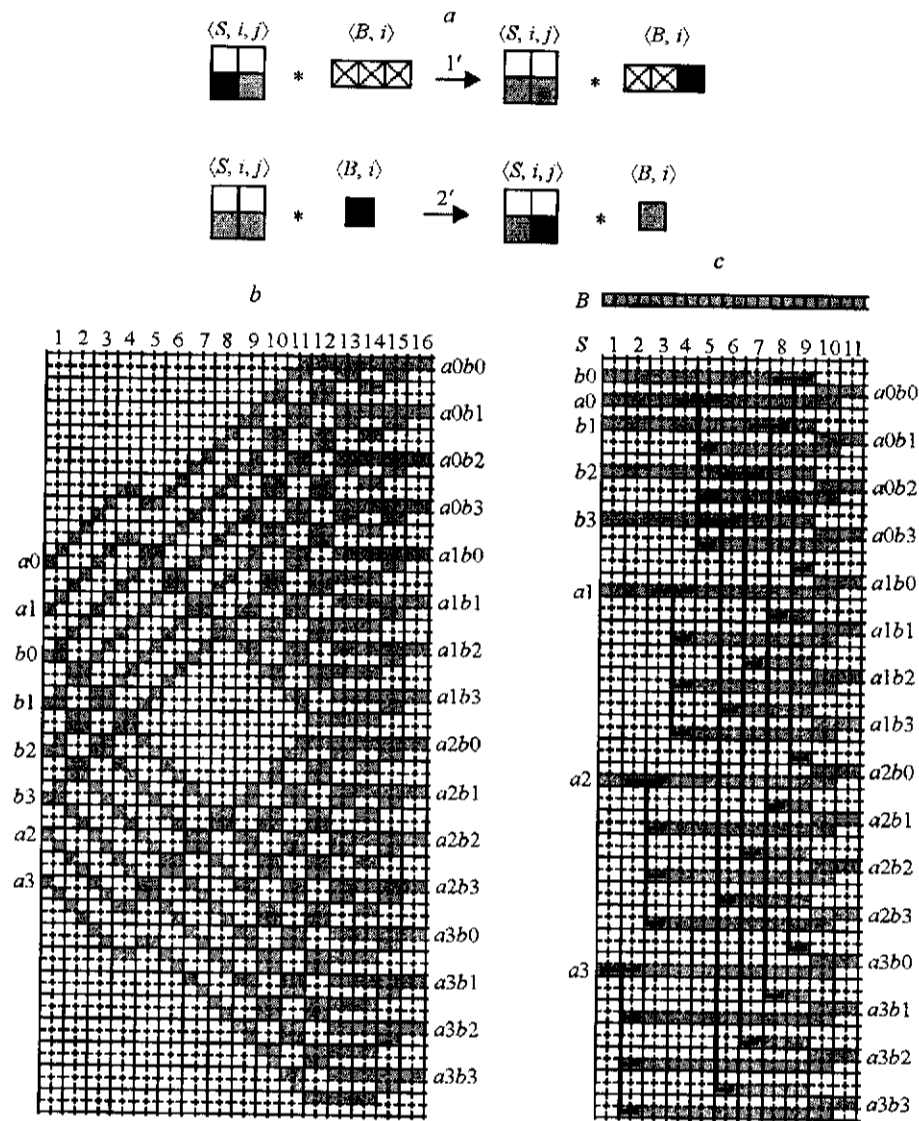 a
⟨S, i, j⟩ ⟨B, i⟩ ⟨S, i, j⟩ ⟨B, i⟩
* 1′ *
⟨S, i, j⟩ ⟨B, i⟩ ⟨S, i, j⟩ ⟨B, i⟩
* 2′ *
b
1 2 3 4 5 6 7 8 9 10 11 12 13 14 15 16
a0b0
a0b1
a0b2
a0b3
a1b0
a0
a1b1
a1
a1b2
b0
a1b3
b1
a2b0
b2
a2b1
b3
a2b2
a2
a2b3
a3
a3b0
a3b1
a3b2
a3b3
c
B
S 1 2 3 4 5 6 7 8 9 10 11
b0
a0b0
a0
b1
a0b1
b2
a0b2
b3
a0b3
a1b0
a1
a1b1
a1b2
a1b3
a2b0
a2
a2b1
a2b2
a2b3
a3b0
a3
a3b1
a3b2
a3b3